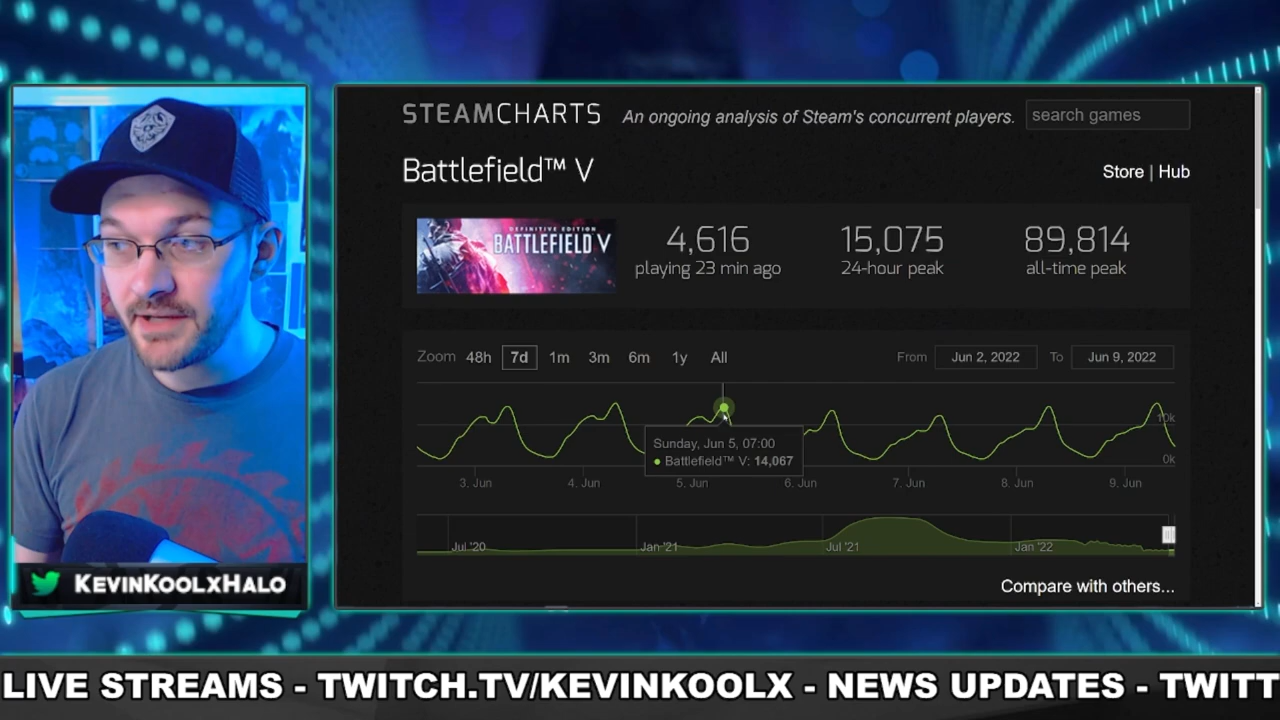 STEAMCHARTS
An ongoing analysis of Steam's concurrent players.
search games
Battlefield™ V
Store | Hub
DEFINITIVE EDITION
BATTLEFIELD V
4,616
playing 23 min ago
15,075
24-hour peak
89,814
all-time peak
Zoom 48h 7d 1m 3m 6m 1y All
From Jun 2, 2022 To Jun 9, 2022
10k
Sunday, Jun 5, 07:00
● Battlefield™ V: 14,067
0k
3. Jun 4. Jun 5. Jun 6. Jun 7. Jun 8. Jun 9. Jun
Jul '20 Jan '21 Jul '21 Jan '22
Compare with others...
KEVINKOOLXHALO
LIVE STREAMS - TWITCH.TV/KEVINKOOLX - NEWS UPDATES - TWITT